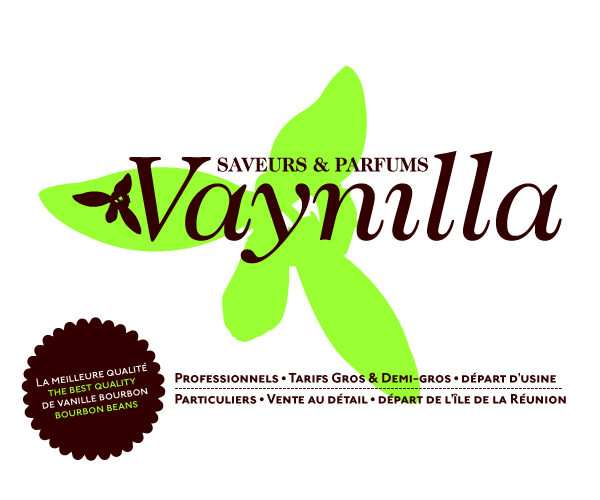 SAVEURS & PARFUMS
Vaynilla
LA MEILLEURE QUALITÉ
THE BEST QUALITY
DE VANILLE BOURBON
BOURBON BEANS
PROFESSIONNELS • TARIFS GROS & DEMI-GROS • DÉPART D'USINE
PARTICULIERS • VENTE AU DÉTAIL • DÉPART DE L'ÎLE DE LA RÉUNION